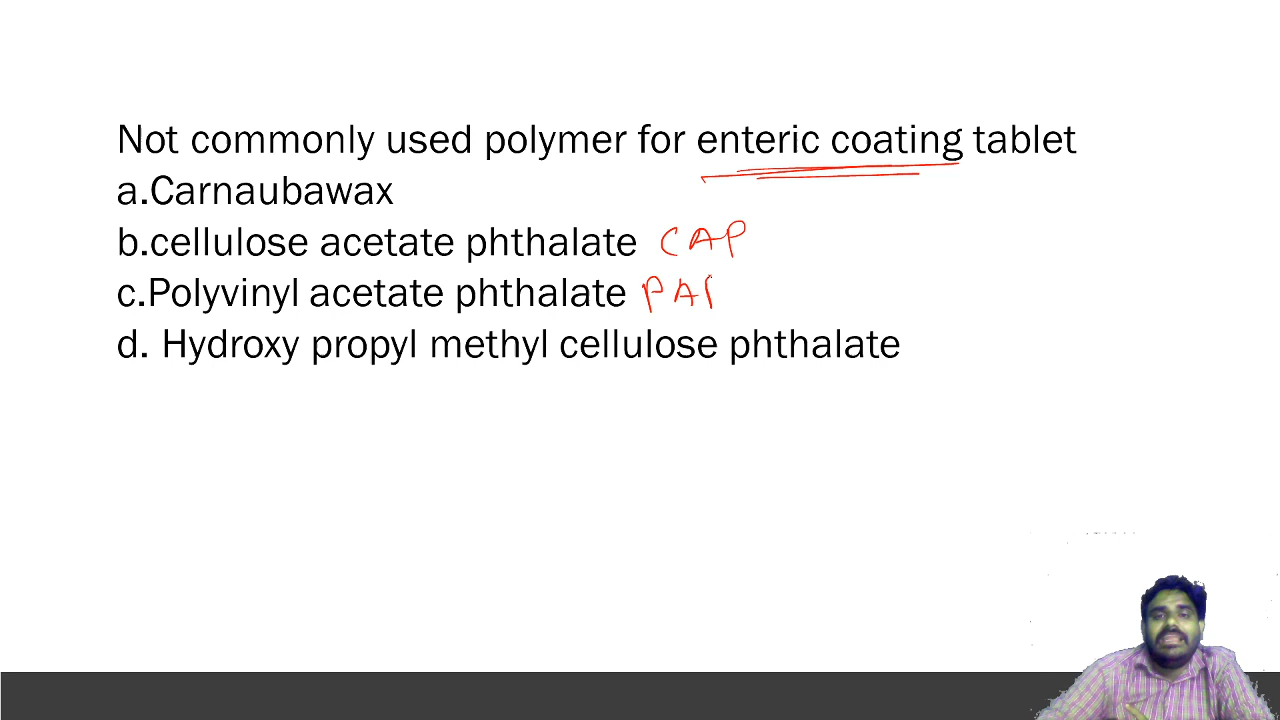 Not commonly used polymer for enteric coating tablet
a.Carnaubawax
b.cellulose acetate phthalate CAP
c.Polyvinyl acetate phthalate PAP
d. Hydroxy propyl methyl cellulose phthalate